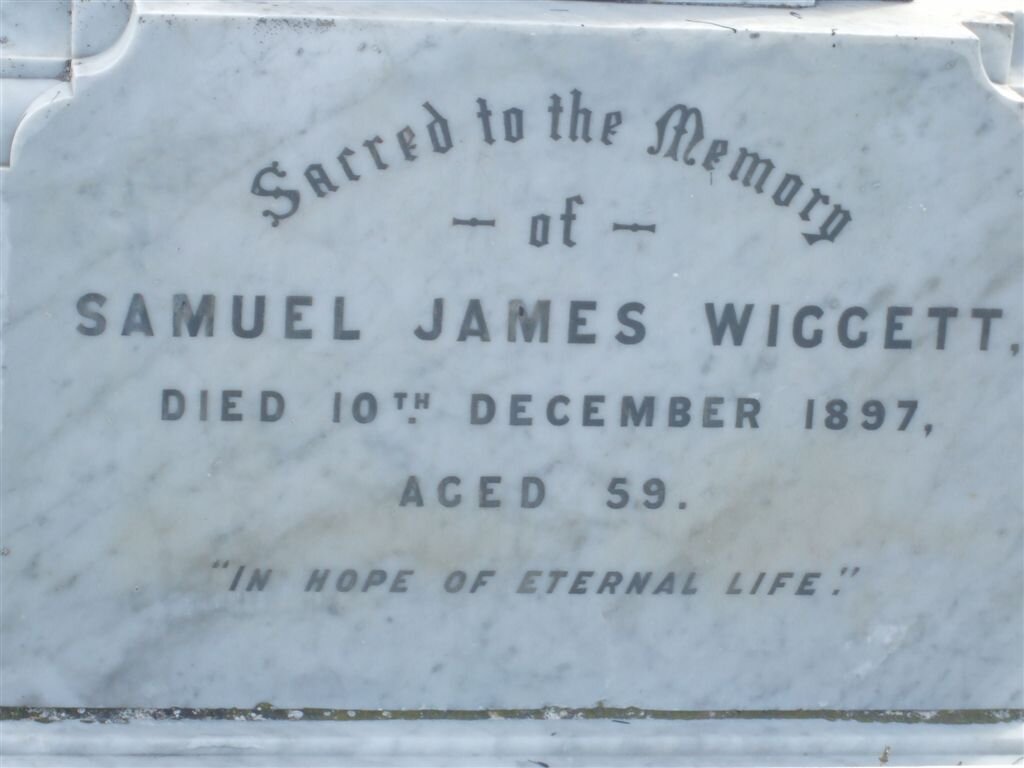 Sacred to the Memory
- of -
SAMUEL JAMES WIGGETT,
DIED 10TH. DECEMBER 1897,
AGED 59.
"IN HOPE OF ETERNAL LIFE."